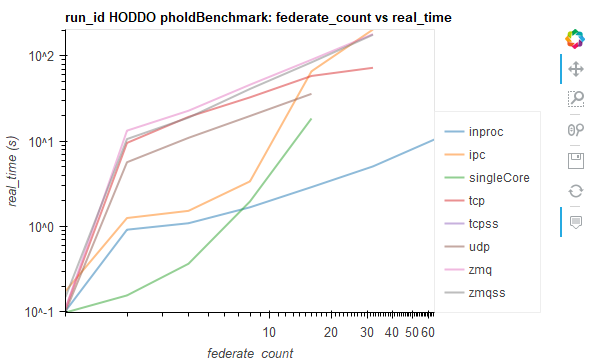 run_id HODDO pholdBenchmark: federate_count vs real_time
10^2
10^1
10^0
10^-1
real_time (s)
10
20
30
40
50
60
federate_count
inproc
ipc
singleCore
tcp
tcpss
udp
zmq
zmqss